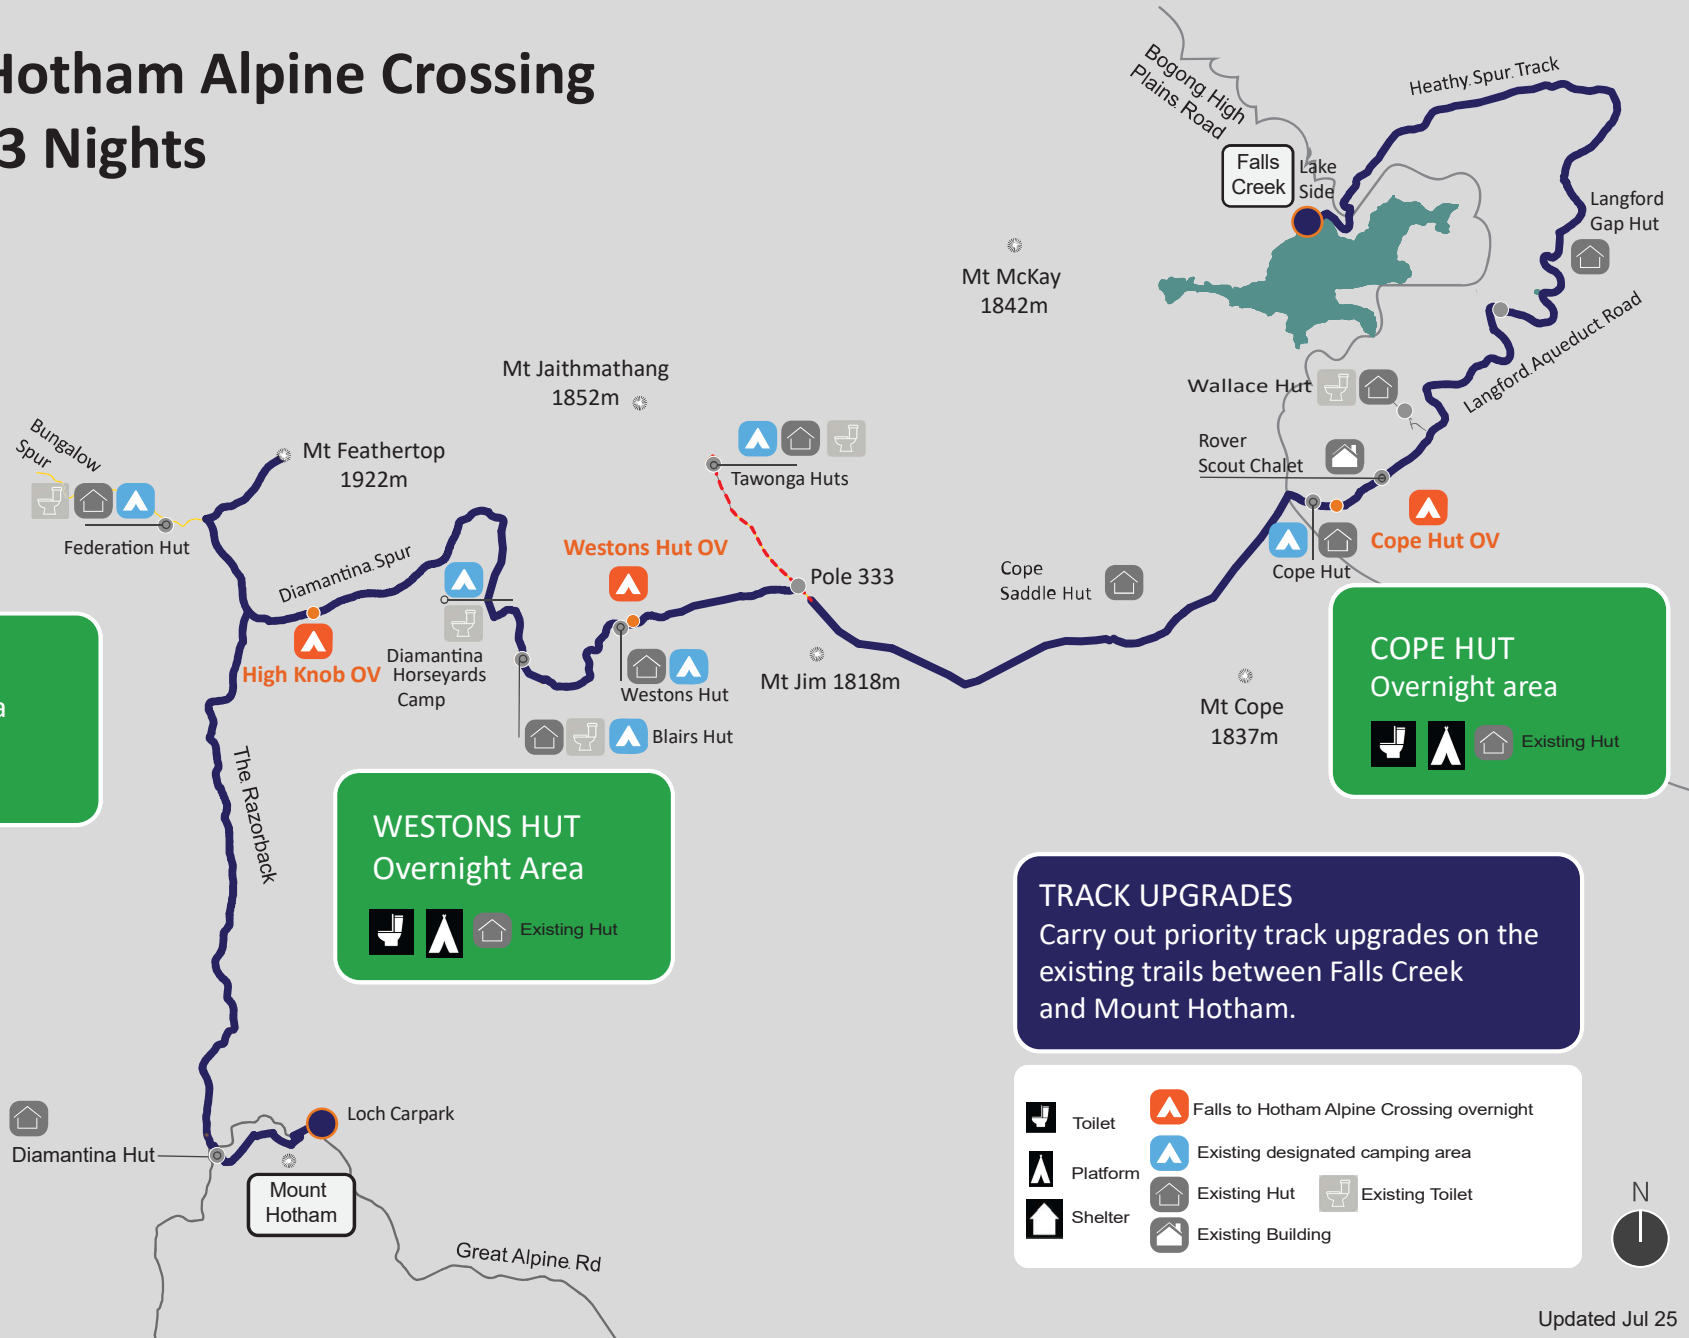 Hotham Alpine Crossing
3 Nights
Bogong High
Plains Road
Heathy Spur Track
Falls
Creek
Lake
Side
Langford
Gap Hut
Mt McKay
1842m
Langford Aqueduct Road
Mt Jaithmathang
1852m
Wallace Hut
Bungalow
Spur
Mt Feathertop
1922m
Rover
Scout Chalet
Tawonga Huts
Federation Hut
Diamantina Spur
Westons Hut OV
Pole 333
Cope
Saddle Hut
Cope Hut OV
Cope Hut
High Knob OV
Diamantina
Horseyards
Camp
Westons Hut
Mt Jim 1818m
Blairs Hut
Mt Cope
1837m
a
COPE HUT
Overnight area
Existing Hut
The Razorback
WESTONS HUT
Overnight Area
Existing Hut
TRACK UPGRADES
Carry out priority track upgrades on the
existing trails between Falls Creek
and Mount Hotham.
Loch Carpark
Diamantina Hut
Mount
Hotham
Great Alpine Rd
Toilet
Falls to Hotham Alpine Crossing overnight
Platform
Existing designated camping area
Existing Hut
Existing Toilet
Shelter
Existing Building
N
Updated Jul 25